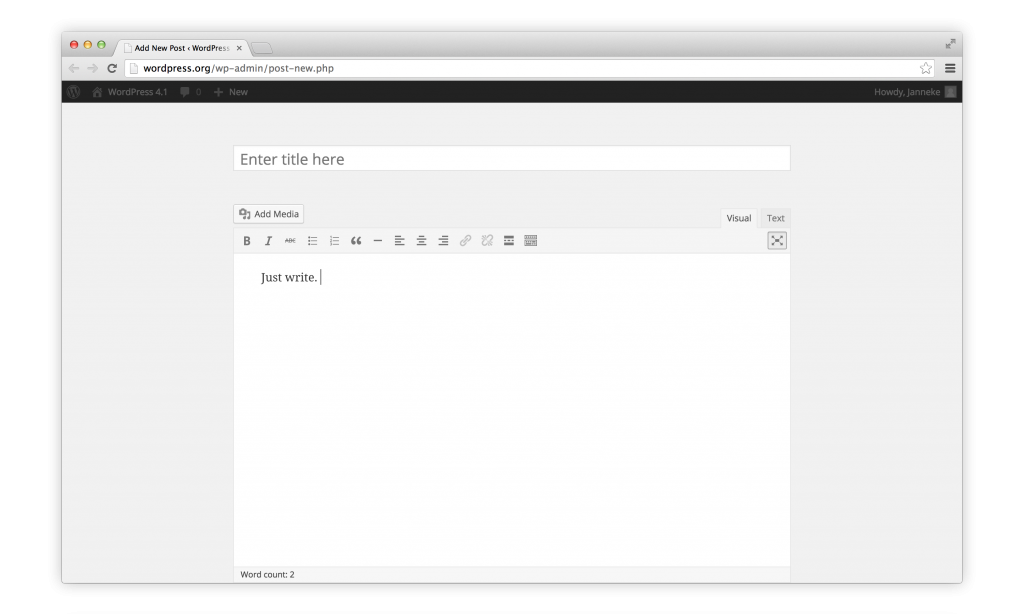 Add New Post ‹ WordPress
wordpress.org/wp-admin/post-new.php
WordPress 4.1 0 + New Howdy, Janneke
Enter title here
Add Media
Visual Text
B I ABC
Just write.
Word count: 2